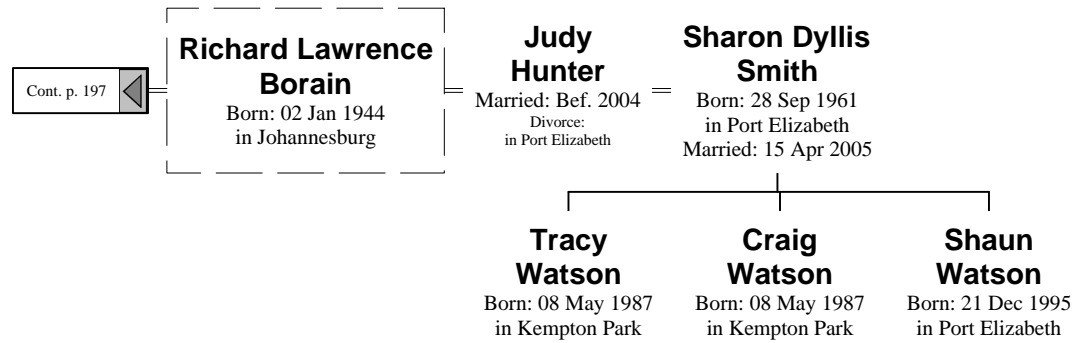 Cont. p. 197
Richard Lawrence
Borain
Born: 02 Jan 1944
in Johannesburg
Judy
Hunter
Married: Bef. 2004
Divorce:
in Port Elizabeth
Sharon Dyllis
Smith
Born: 28 Sep 1961
in Port Elizabeth
Married: 15 Apr 2005
Tracy
Watson
Born: 08 May 1987
in Kempton Park
Craig
Watson
Born: 08 May 1987
in Kempton Park
Shaun
Watson
Born: 21 Dec 1995
in Port Elizabeth